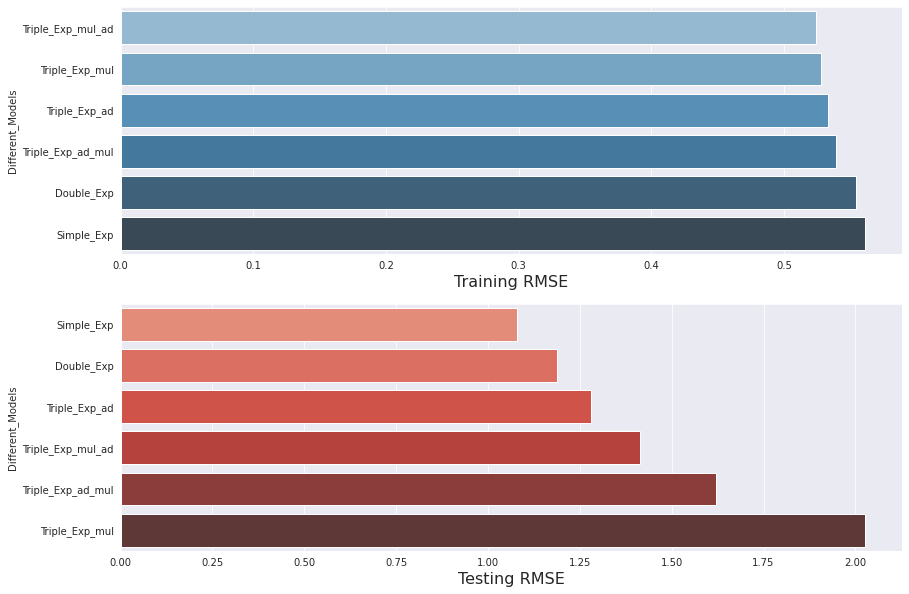 Different_Models
Triple_Exp_mul_ad
Triple_Exp_mul
Triple_Exp_ad
Triple_Exp_ad_mul
Double_Exp
Simple_Exp
0.0 0.1 0.2 0.3 0.4 0.5
Training RMSE
Different_Models
Simple_Exp
Double_Exp
Triple_Exp_ad
Triple_Exp_mul_ad
Triple_Exp_ad_mul
Triple_Exp_mul
0.00 0.25 0.50 0.75 1.00 1.25 1.50 1.75 2.00
Testing RMSE